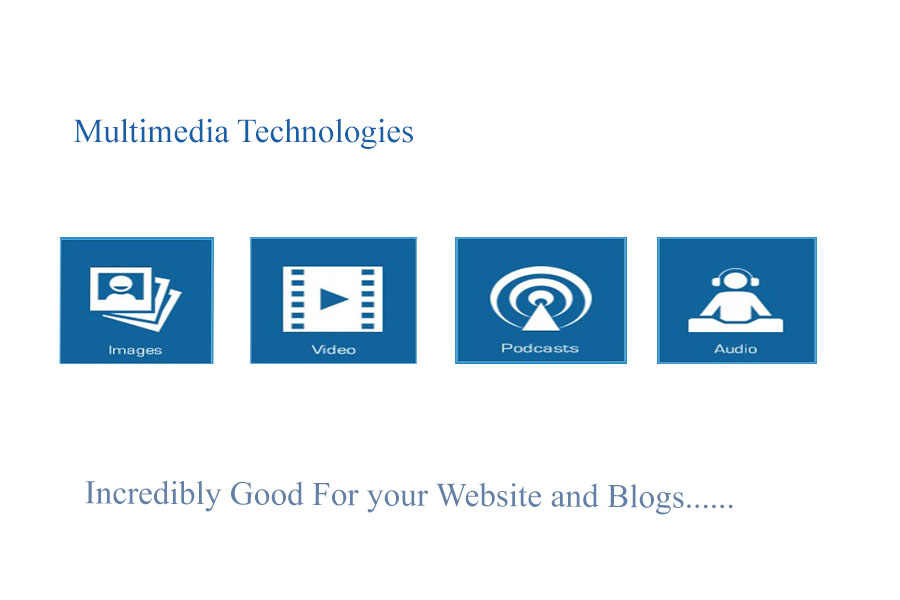 Multimedia Technologies
Images Video Podcasts Audio
Incredibly Good For your Website and Blogs......